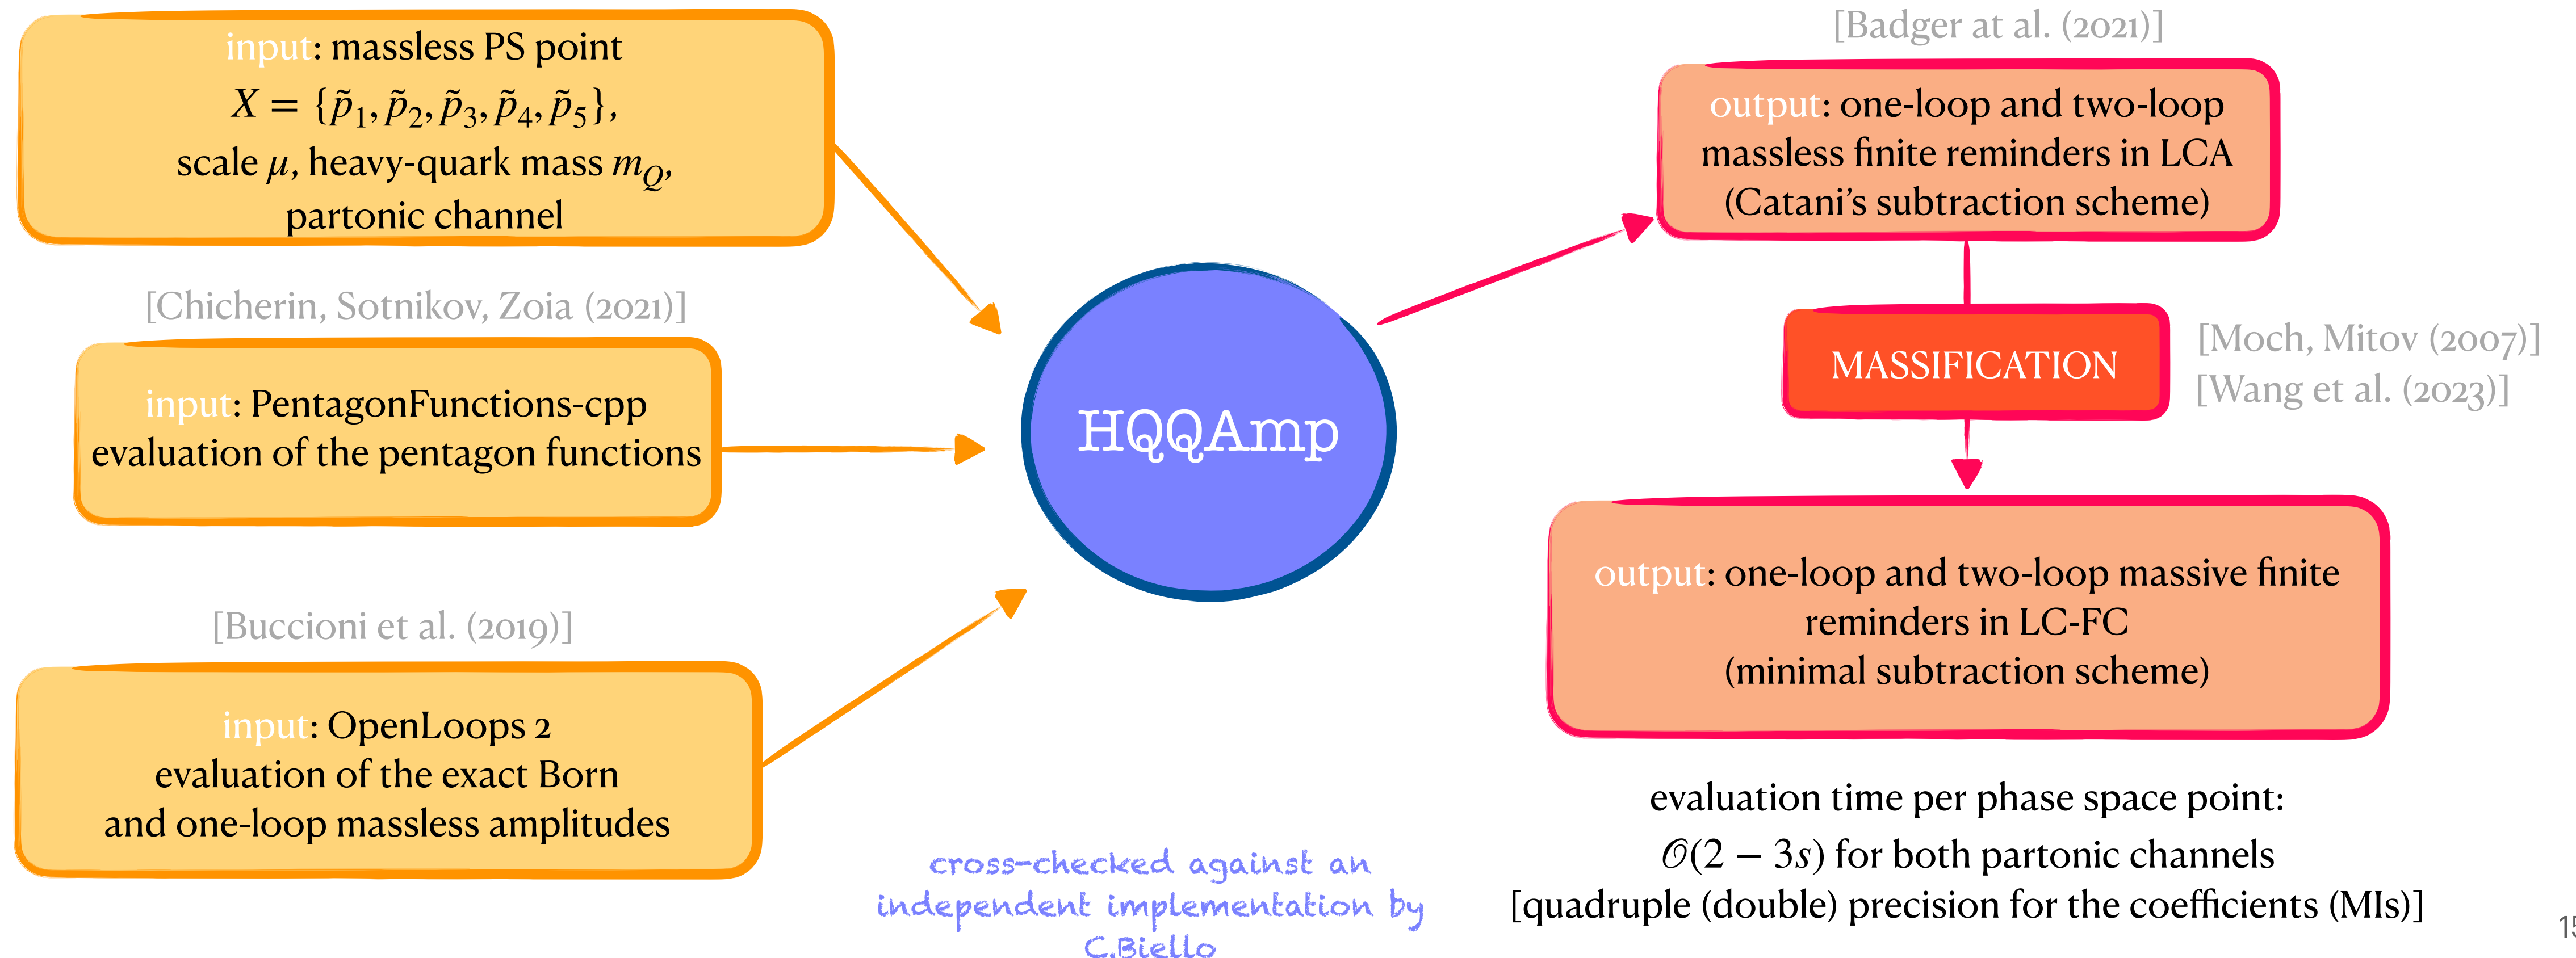 input: massless PS point
X = {p̃₁, p̃₂, p̃₃, p̃₄, p̃₅},
scale μ, heavy-quark mass m_Q,
partonic channel
[Chicherin, Sotnikov, Zoia (2021)]
input: PentagonFunctions-cpp
evaluation of the pentagon functions
[Buccioni et al. (2019)]
input: OpenLoops 2
evaluation of the exact Born
and one-loop massless amplitudes
HQQAmp
cross-checked against an
independent implementation by
C.Biello
[Badger at al. (2021)]
output: one-loop and two-loop
massless finite reminders in LCA
(Catani's subtraction scheme)
MASSIFICATION
[Moch, Mitov (2007)]
[Wang et al. (2023)]
output: one-loop and two-loop massive finite
reminders in LC-FC
(minimal subtraction scheme)
evaluation time per phase space point:
𝒪(2 − 3s) for both partonic channels
[quadruple (double) precision for the coefficients (MIs)]
15